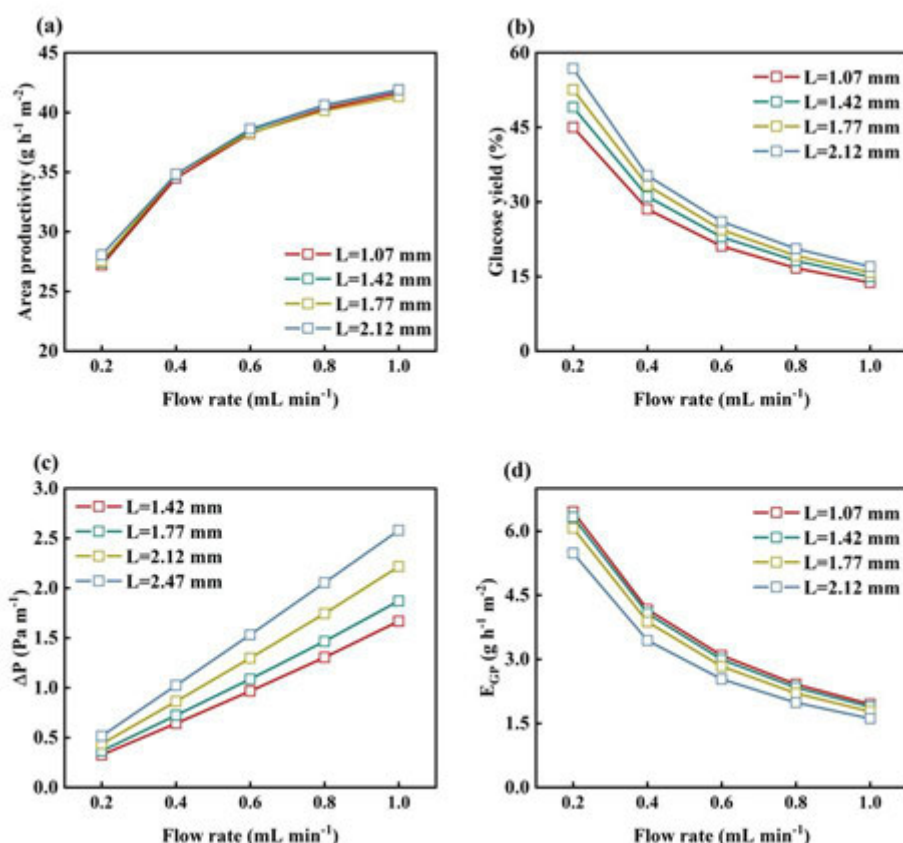 (a)
45
40
35
30
25
20
Area productivity (g h⁻¹ m⁻²)
L=1.07 mm
L=1.42 mm
L=1.77 mm
L=2.12 mm
0.2 0.4 0.6 0.8 1.0
Flow rate (mL min⁻¹)
(b)
60
45
30
15
0
Glucose yield (%)
L=1.07 mm
L=1.42 mm
L=1.77 mm
L=2.12 mm
0.2 0.4 0.6 0.8 1.0
Flow rate (mL min⁻¹)
(c)
3.0
2.5
2.0
1.5
1.0
0.5
0.0
ΔP (Pa m⁻¹)
L=1.42 mm
L=1.77 mm
L=2.12 mm
L=2.47 mm
0.2 0.4 0.6 0.8 1.0
Flow rate (mL min⁻¹)
(d)
6.0
4.5
3.0
1.5
0.0
E_GP (g h⁻¹ m⁻²)
L=1.07 mm
L=1.42 mm
L=1.77 mm
L=2.12 mm
0.2 0.4 0.6 0.8 1.0
Flow rate (mL min⁻¹)